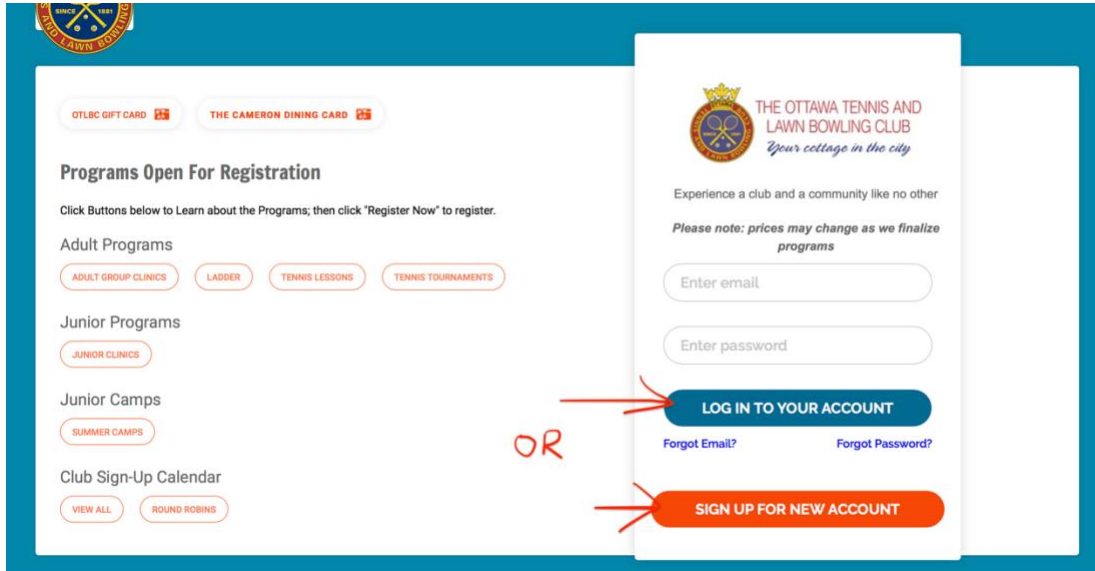 SINCE 1881
AND LAWN BOWLING
OTLBC GIFT CARD
THE CAMERON DINING CARD
Programs Open For Registration
Click Buttons below to Learn about the Programs; then click "Register Now" to register.
Adult Programs
ADULT GROUP CLINICS
LADDER
TENNIS LESSONS
TENNIS TOURNAMENTS
Junior Programs
JUNIOR CLINICS
Junior Camps
SUMMER CAMPS
Club Sign-Up Calendar
VIEW ALL
ROUND ROBINS
OR
THE OTTAWA TENNIS AND
LAWN BOWLING CLUB
Your cottage in the city
Experience a club and a community like no other
Please note: prices may change as we finalize
programs
Enter email
Enter password
LOG IN TO YOUR ACCOUNT
Forgot Email?
Forgot Password?
SIGN UP FOR NEW ACCOUNT